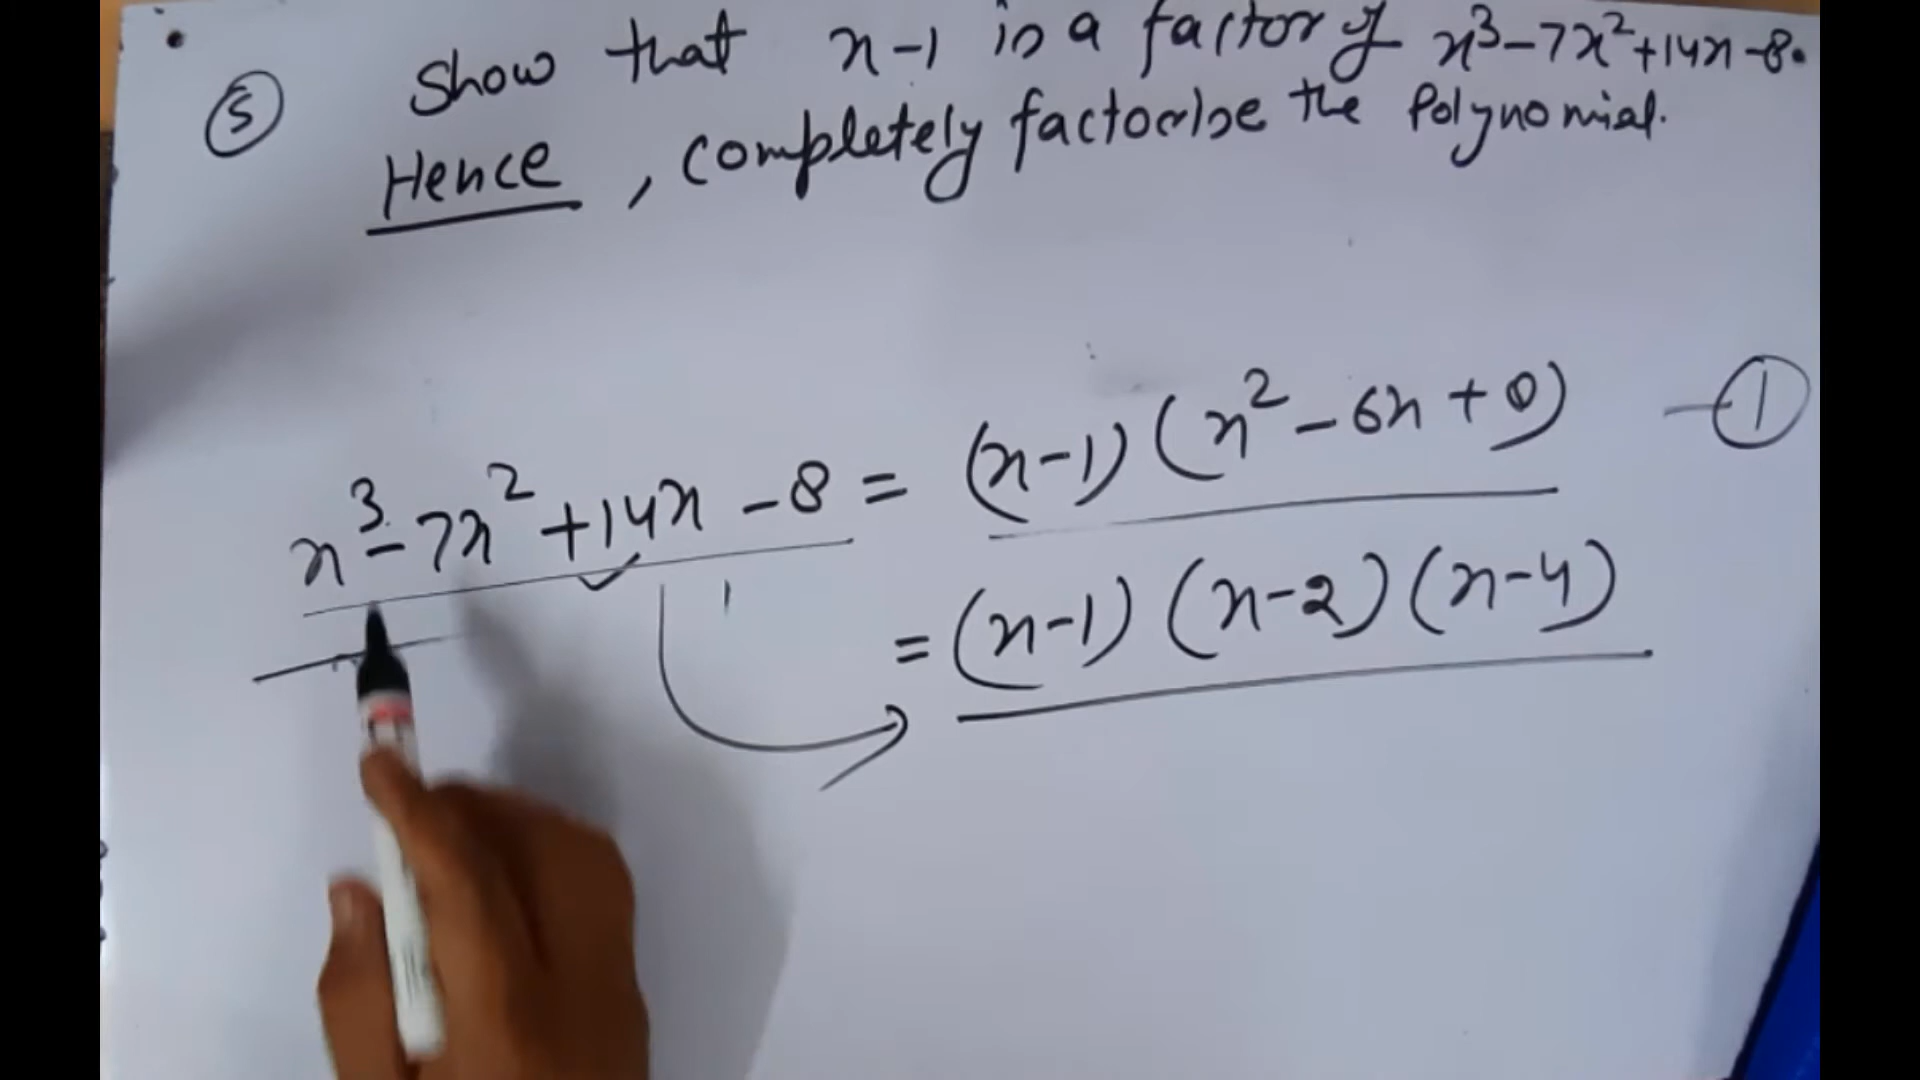 ⑤ Show that x-1 is a factor of x³-7x²+14x-8.
Hence, completely factorise the Polynomial.
x³-7x²+14x-8 = (x-1)(x²-6x+8) -①
=(x-1)(x-2)(x-4)